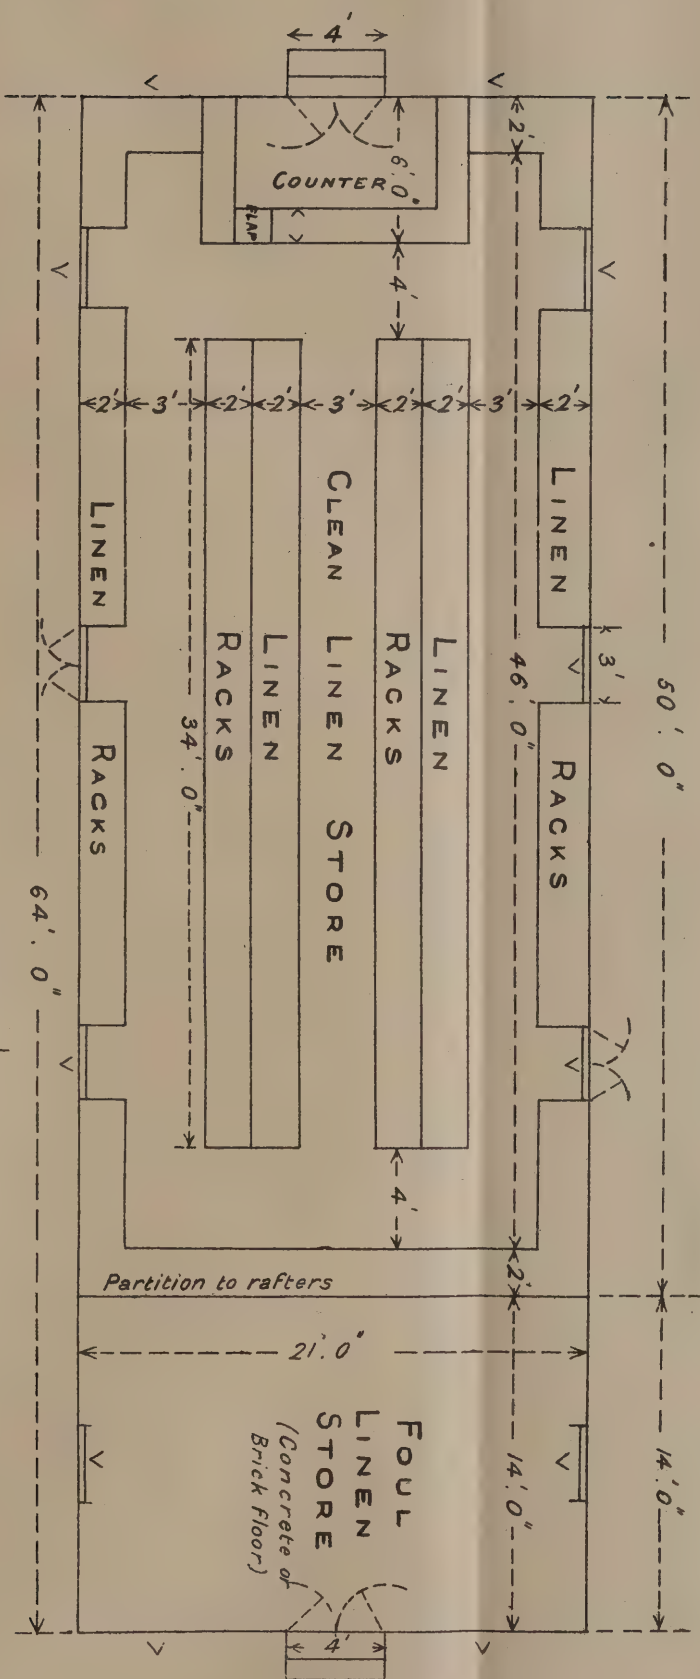 4'
2'
6'.0"
COUNTER
FLAP
4'
2'
3'
2'
2'
3'
2'
2'
3'
2'
LINEN
RACKS
RACKS
LINEN
CLEAN LINEN STORE
RACKS
LINEN
LINEN
RACKS
3'
34'.0"
46'.0"
50'.0"
64'.0"
4'
2'
Partition to rafters
21'.0"
FOUL
LINEN
STORE
(Concrete or
Brick floor)
14'.0"
14'.0"
4'